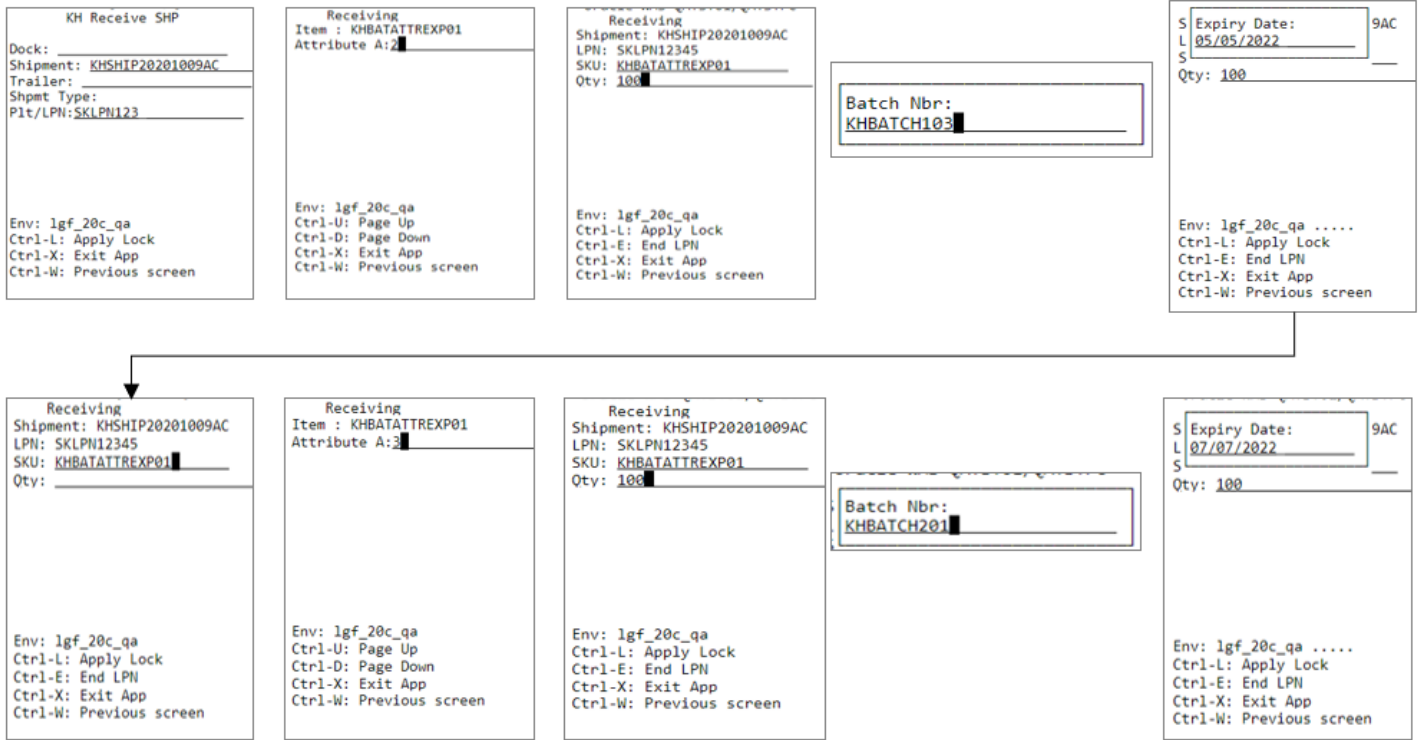 KH Receive SHP
Dock:
Shipment: KHSHIP20201009AC
Trailer:
Shpmt Type:
Plt/LPN:SKLPN123
Env: lgf_20c_qa
Ctrl-L: Apply Lock
Ctrl-X: Exit App
Ctrl-W: Previous screen
Receiving
Item : KHBATATTREXP01
Attribute A:2
Env: lgf_20c_qa
Ctrl-U: Page Up
Ctrl-D: Page Down
Ctrl-X: Exit App
Ctrl-W: Previous screen
Receiving
Shipment: KHSHIP20201009AC
LPN: SKLPN12345
SKU: KHBATATTREXP01
Qty: 100
Env: lgf_20c_qa
Ctrl-L: Apply Lock
Ctrl-E: End LPN
Ctrl-X: Exit App
Ctrl-W: Previous screen
Batch Nbr:
KHBATCH103
S Expiry Date: 9AC
L 05/05/2022
S
Qty: 100
Env: lgf_20c_qa .....
Ctrl-L: Apply Lock
Ctrl-E: End LPN
Ctrl-X: Exit App
Ctrl-W: Previous screen
Receiving
Shipment: KHSHIP20201009AC
LPN: SKLPN12345
SKU: KHBATATTREXP01
Qty:
Env: lgf_20c_qa
Ctrl-L: Apply Lock
Ctrl-E: End LPN
Ctrl-X: Exit App
Ctrl-W: Previous screen
Receiving
Item : KHBATATTREXP01
Attribute A:3
Env: lgf_20c_qa
Ctrl-U: Page Up
Ctrl-D: Page Down
Ctrl-X: Exit App
Ctrl-W: Previous screen
Receiving
Shipment: KHSHIP20201009AC
LPN: SKLPN12345
SKU: KHBATATTREXP01
Qty: 100
Env: lgf_20c_qa
Ctrl-L: Apply Lock
Ctrl-E: End LPN
Ctrl-X: Exit App
Ctrl-W: Previous screen
Batch Nbr:
KHBATCH201
S Expiry Date: 9AC
L 07/07/2022
S
Qty: 100
Env: lgf_20c_qa .....
Ctrl-L: Apply Lock
Ctrl-E: End LPN
Ctrl-X: Exit App
Ctrl-W: Previous screen